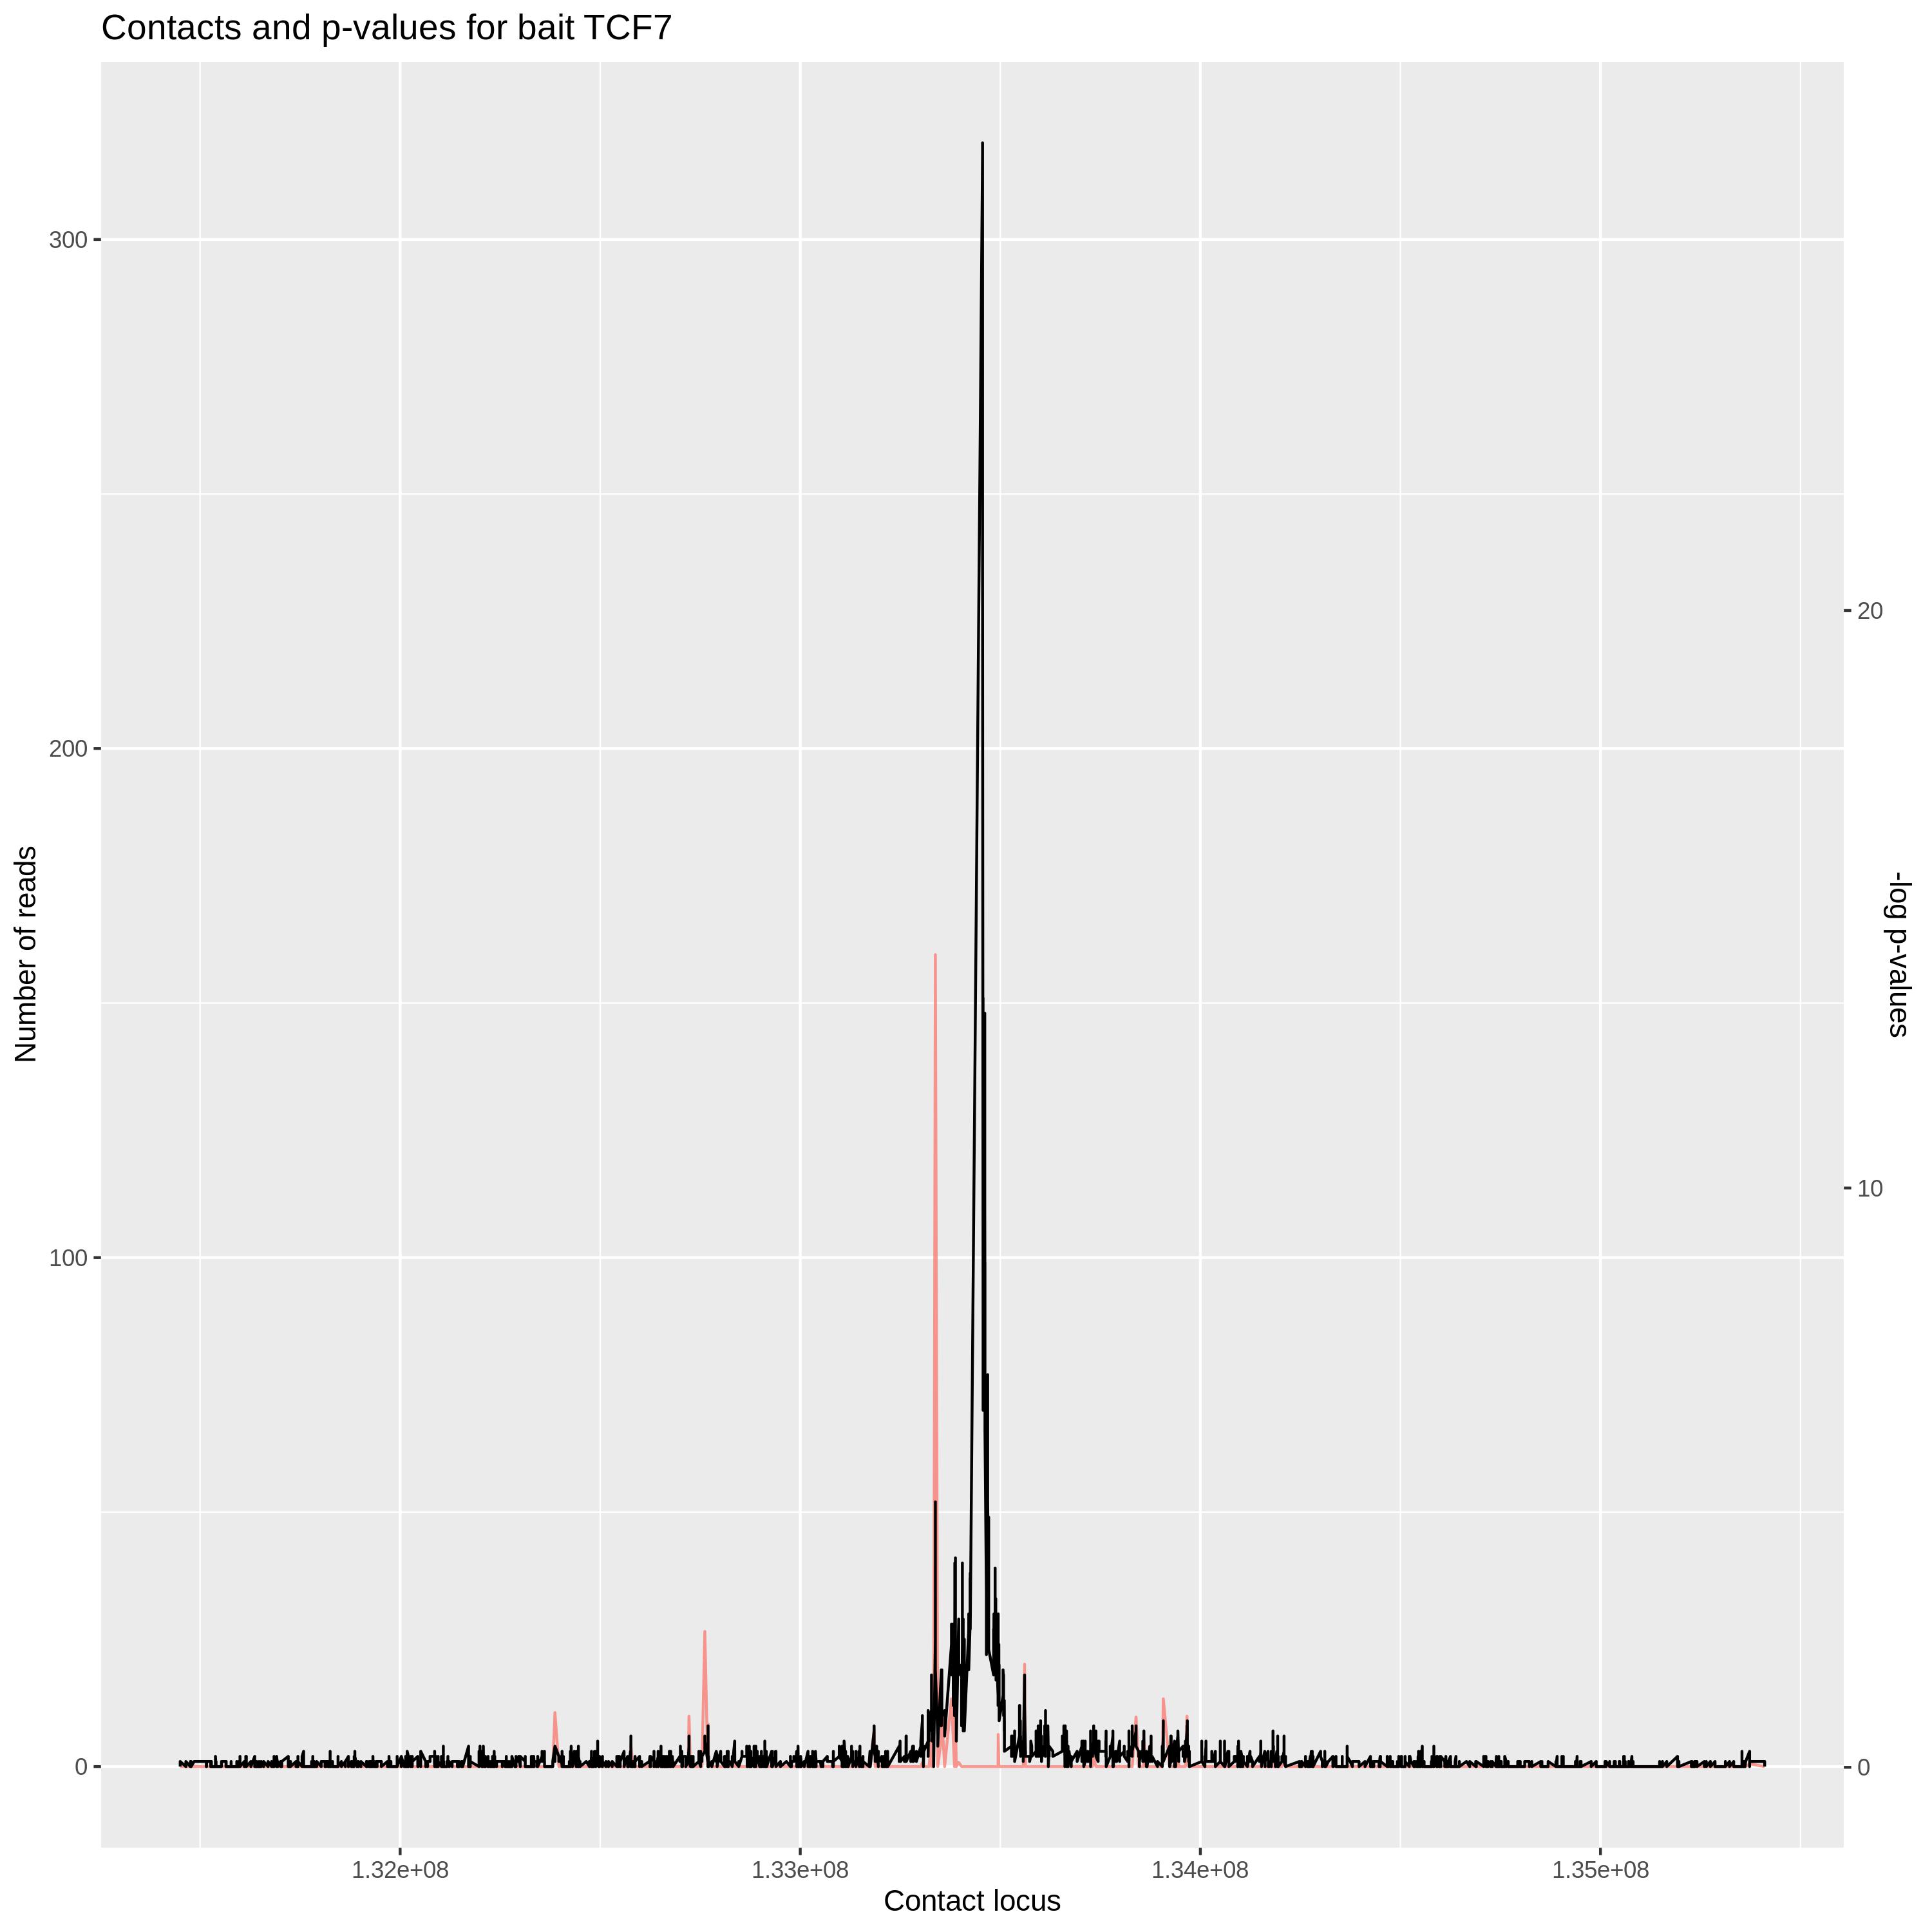 Contacts and p-values for bait TCF7
300
200
100
0
Number of reads
20
10
0
-log p-values
1.32e+08
1.33e+08
1.34e+08
1.35e+08
Contact locus